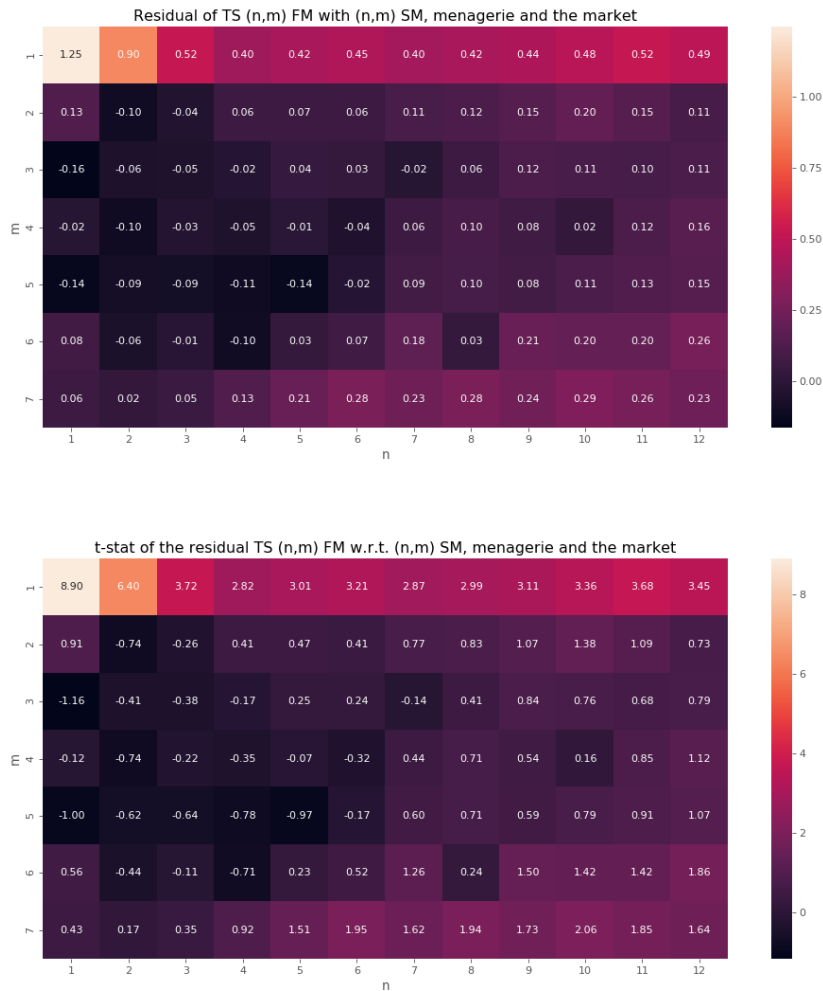 Residual of TS (n,m) FM with (n,m) SM, menagerie and the market
1 1.25 0.90 0.52 0.40 0.42 0.45 0.40 0.42 0.44 0.48 0.52 0.49
2 0.13 -0.10 -0.04 0.06 0.07 0.06 0.11 0.12 0.15 0.20 0.15 0.11
3 -0.16 -0.06 -0.05 -0.02 0.04 0.03 -0.02 0.06 0.12 0.11 0.10 0.11
m
4 -0.02 -0.10 -0.03 -0.05 -0.01 -0.04 0.06 0.10 0.08 0.02 0.12 0.16
5 -0.14 -0.09 -0.09 -0.11 -0.14 -0.02 0.09 0.10 0.08 0.11 0.13 0.15
6 0.08 -0.06 -0.01 -0.10 0.03 0.07 0.18 0.03 0.21 0.20 0.20 0.26
7 0.06 0.02 0.05 0.13 0.21 0.28 0.23 0.28 0.24 0.29 0.26 0.23
1 2 3 4 5 6 7 8 9 10 11 12
n
1.00
0.75
0.50
0.25
0.00
t-stat of the residual TS (n,m) FM w.r.t. (n,m) SM, menagerie and the market
1 8.90 6.40 3.72 2.82 3.01 3.21 2.87 2.99 3.11 3.36 3.68 3.45
2 0.91 -0.74 -0.26 0.41 0.47 0.41 0.77 0.83 1.07 1.38 1.09 0.73
3 -1.16 -0.41 -0.38 -0.17 0.25 0.24 -0.14 0.41 0.84 0.76 0.68 0.79
m
4 -0.12 -0.74 -0.22 -0.35 -0.07 -0.32 0.44 0.71 0.54 0.16 0.85 1.12
5 -1.00 -0.62 -0.64 -0.78 -0.97 -0.17 0.60 0.71 0.59 0.79 0.91 1.07
6 0.56 -0.44 -0.11 -0.71 0.23 0.52 1.26 0.24 1.50 1.42 1.42 1.86
7 0.43 0.17 0.35 0.92 1.51 1.95 1.62 1.94 1.73 2.06 1.85 1.64
1 2 3 4 5 6 7 8 9 10 11 12
n
8
6
4
2
0